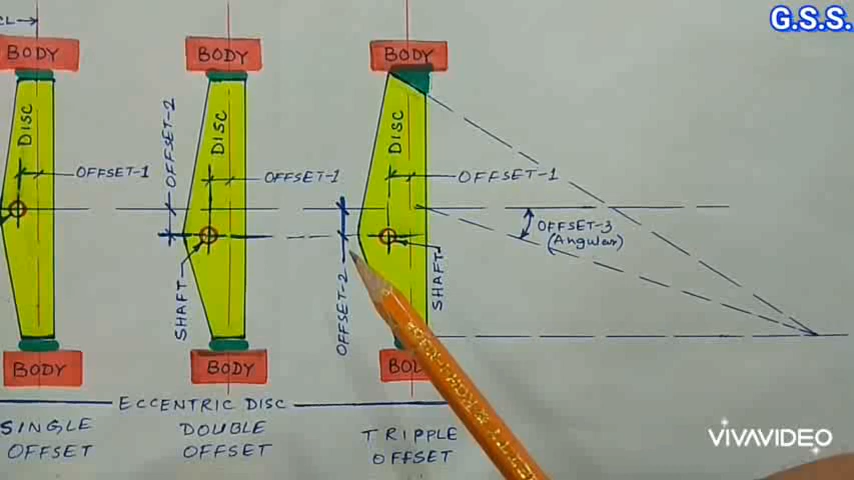 G.S.S.
CL
BODY
BODY
BODY
DISC
OFFSET-2
DISC
DISC
OFFSET-1
OFFSET-1
OFFSET-1
OFFSET-3
(Angular)
SHAFT
OFFSET-2
SHAFT
BODY
BODY
ECCENTRIC DISC
SINGLE
OFFSET
DOUBLE
OFFSET
TRIPPLE
OFFSET
VIVAVIDEO